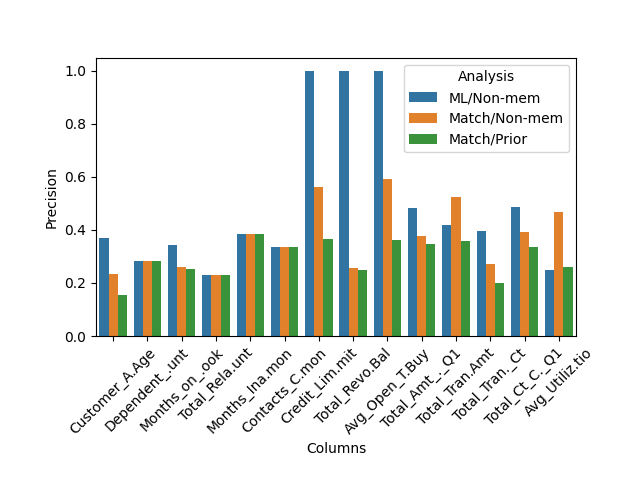 Precision
1.0
0.8
0.6
0.4
0.2
0.0
Analysis
ML/Non-mem
Match/Non-mem
Match/Prior
Customer_A.Age
Dependent_.unt
Months_on_.ook
Total_Rela.unt
Months_Ina.mon
Contacts_C.mon
Credit_Lim.mit
Total_Revo.Bal
Avg_Open_T.Buy
Total_Amt_._Q1
Total_Tran.Amt
Total_Tran._Ct
Total_Ct_C._Q1
Avg_Utiliz.tio
Columns